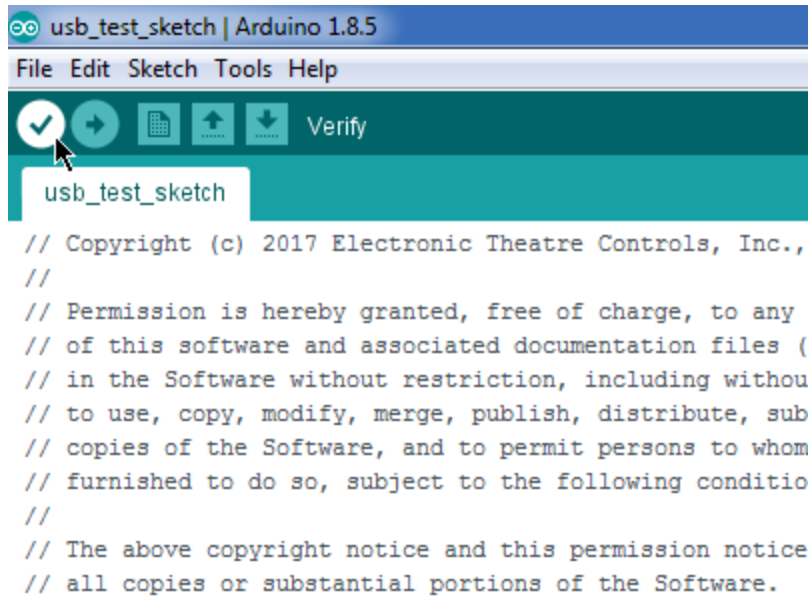 usb_test_sketch | Arduino 1.8.5
File Edit Sketch Tools Help
Verify
usb_test_sketch
// Copyright (c) 2017 Electronic Theatre Controls, Inc.,
//
// Permission is hereby granted, free of charge, to any
// of this software and associated documentation files (
// in the Software without restriction, including withou
// to use, copy, modify, merge, publish, distribute, sub
// copies of the Software, and to permit persons to whom
// furnished to do so, subject to the following conditio
//
// The above copyright notice and this permission notice
// all copies or substantial portions of the Software.